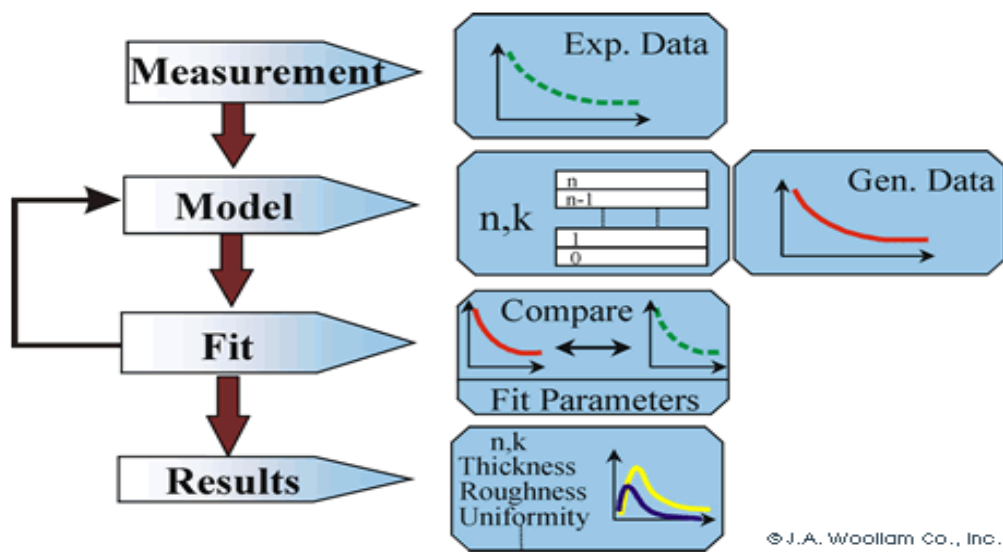 Measurement
Exp. Data
Model
n,k
n
n-1
1
0
Gen. Data
Fit
Compare
Fit Parameters
Results
n,k
Thickness
Roughness
Uniformity
©J.A. Woollam Co., Inc.